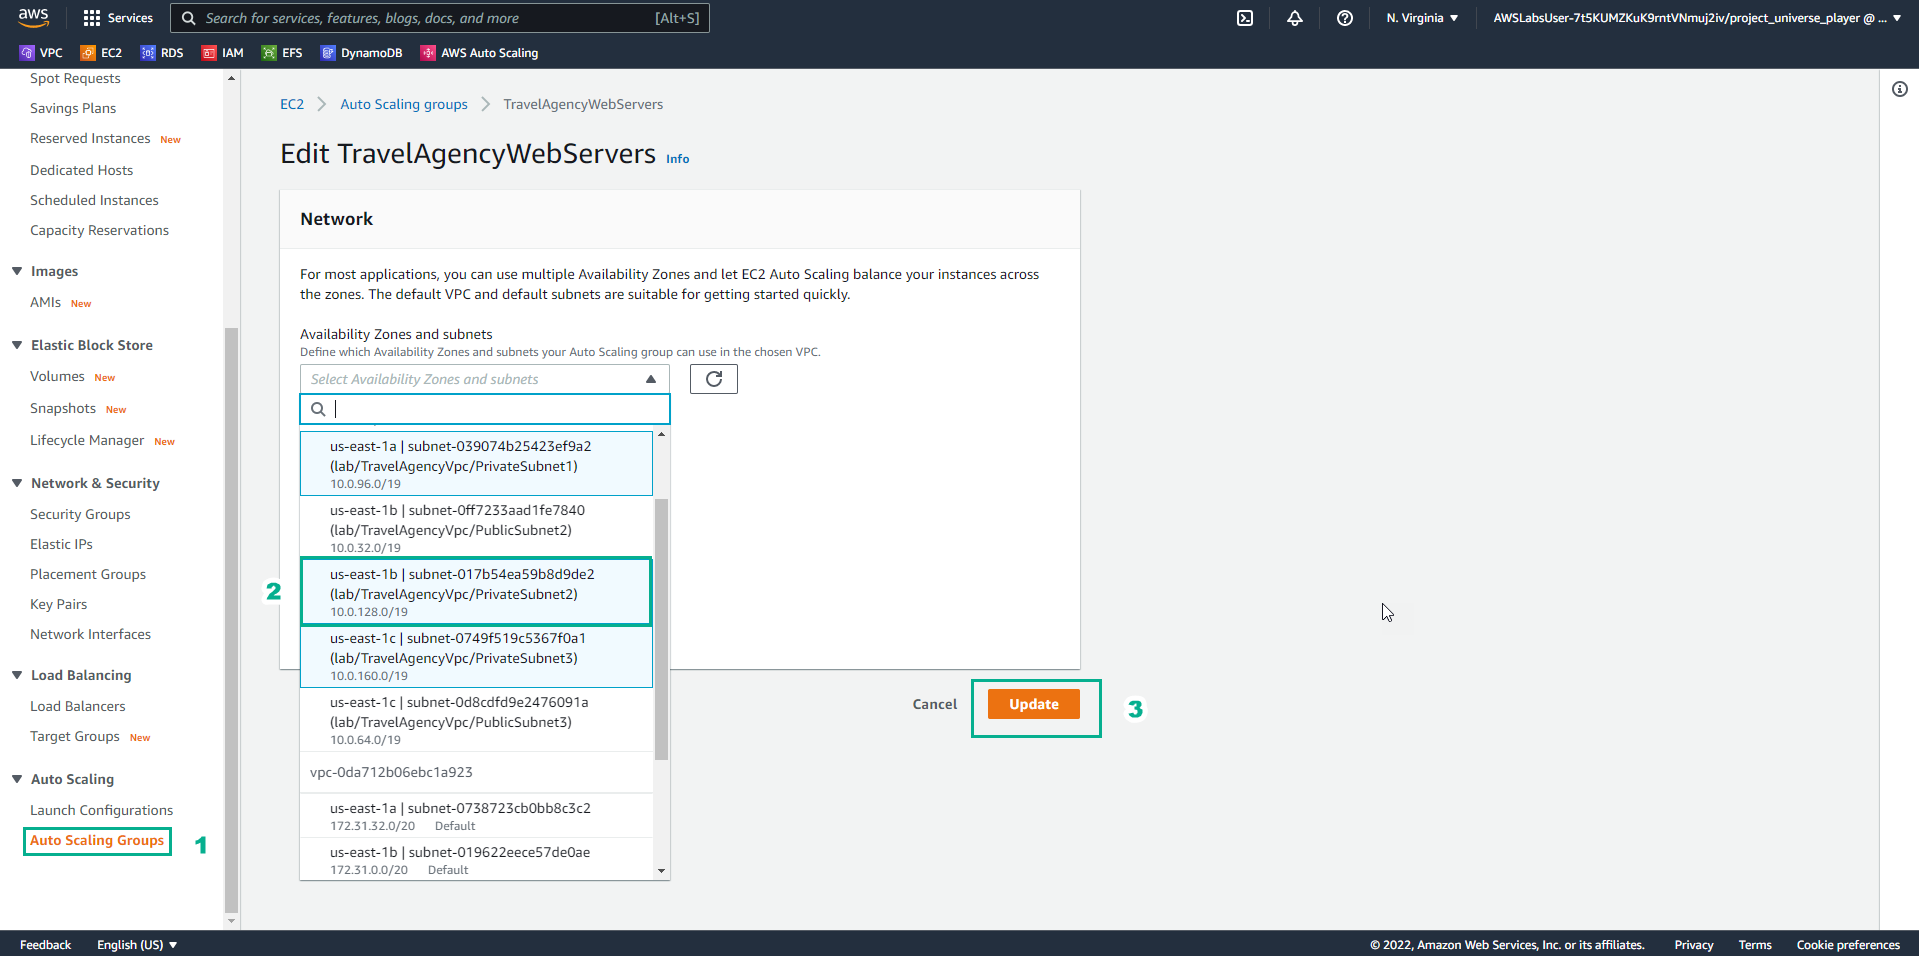 aws
Services
Search for services, features, blogs, docs, and more
[Alt+S]
N. Virginia
AWSLabsUser-7t5KUMZKuK9rntVNmuj2iv/project_universe_player @ ...
VPC
EC2
RDS
IAM
EFS
DynamoDB
AWS Auto Scaling
Spot Requests
Savings Plans
Reserved Instances New
Dedicated Hosts
Scheduled Instances
Capacity Reservations
Images
AMIs New
Elastic Block Store
Volumes New
Snapshots New
Lifecycle Manager New
Network & Security
Security Groups
Elastic IPs
Placement Groups
Key Pairs
Network Interfaces
Load Balancing
Load Balancers
Target Groups New
Auto Scaling
Launch Configurations
Auto Scaling Groups
1
EC2
Auto Scaling groups
TravelAgencyWebServers
Edit TravelAgencyWebServers Info
Network
For most applications, you can use multiple Availability Zones and let EC2 Auto Scaling balance your instances across
the zones. The default VPC and default subnets are suitable for getting started quickly.
Availability Zones and subnets
Define which Availability Zones and subnets your Auto Scaling group can use in the chosen VPC.
Select Availability Zones and subnets
us-east-1a | subnet-039074b25423ef9a2
(lab/TravelAgencyVpc/PrivateSubnet1)
10.0.96.0/19
us-east-1b | subnet-0ff7233aad1fe7840
(lab/TravelAgencyVpc/PublicSubnet2)
10.0.32.0/19
2
us-east-1b | subnet-017b54ea59b8d9de2
(lab/TravelAgencyVpc/PrivateSubnet2)
10.0.128.0/19
us-east-1c | subnet-0749f519c5367f0a1
(lab/TravelAgencyVpc/PrivateSubnet3)
10.0.160.0/19
us-east-1c | subnet-0d8cdfd9e2476091a
(lab/TravelAgencyVpc/PublicSubnet3)
10.0.64.0/19
vpc-0da712b06ebc1a923
us-east-1a | subnet-0738723cb0bb8c3c2
172.31.32.0/20 Default
us-east-1b | subnet-019622eece57de0ae
172.31.0.0/20 Default
Cancel
Update
3
Feedback
English (US)
© 2022, Amazon Web Services, Inc. or its affiliates.
Privacy
Terms
Cookie preferences